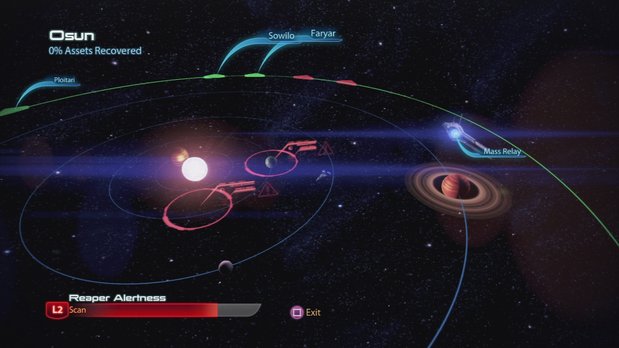 Osun
0% Assets Recovered
Sowilo
Faryar
Ploitari
Mass Relay
Reaper Alertness
L2
Scan
Exit